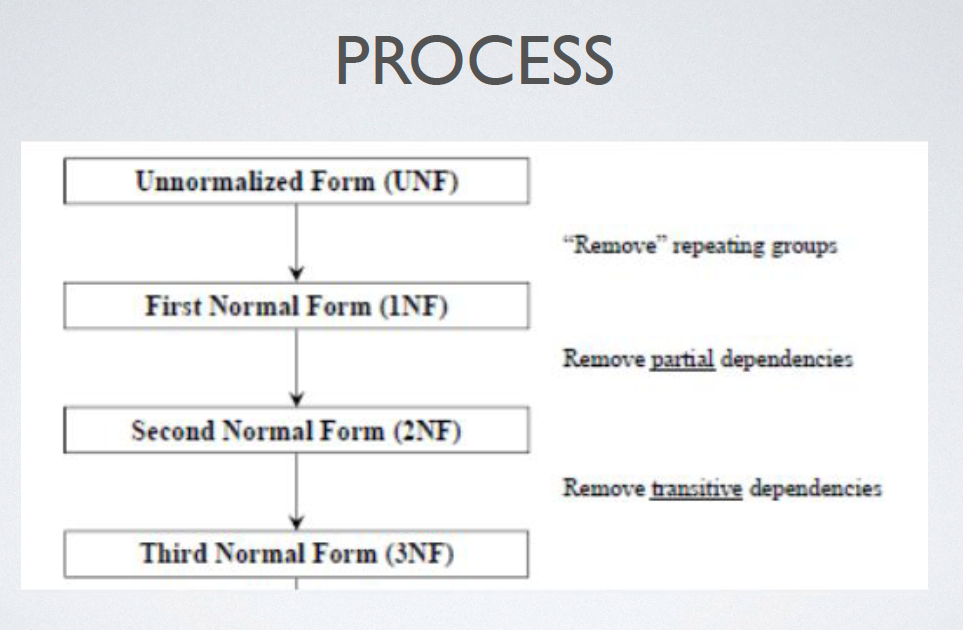 PROCESS
Unnormalized Form (UNF)
“Remove” repeating groups
First Normal Form (1NF)
Remove partial dependencies
Second Normal Form (2NF)
Remove transitive dependencies
Third Normal Form (3NF)